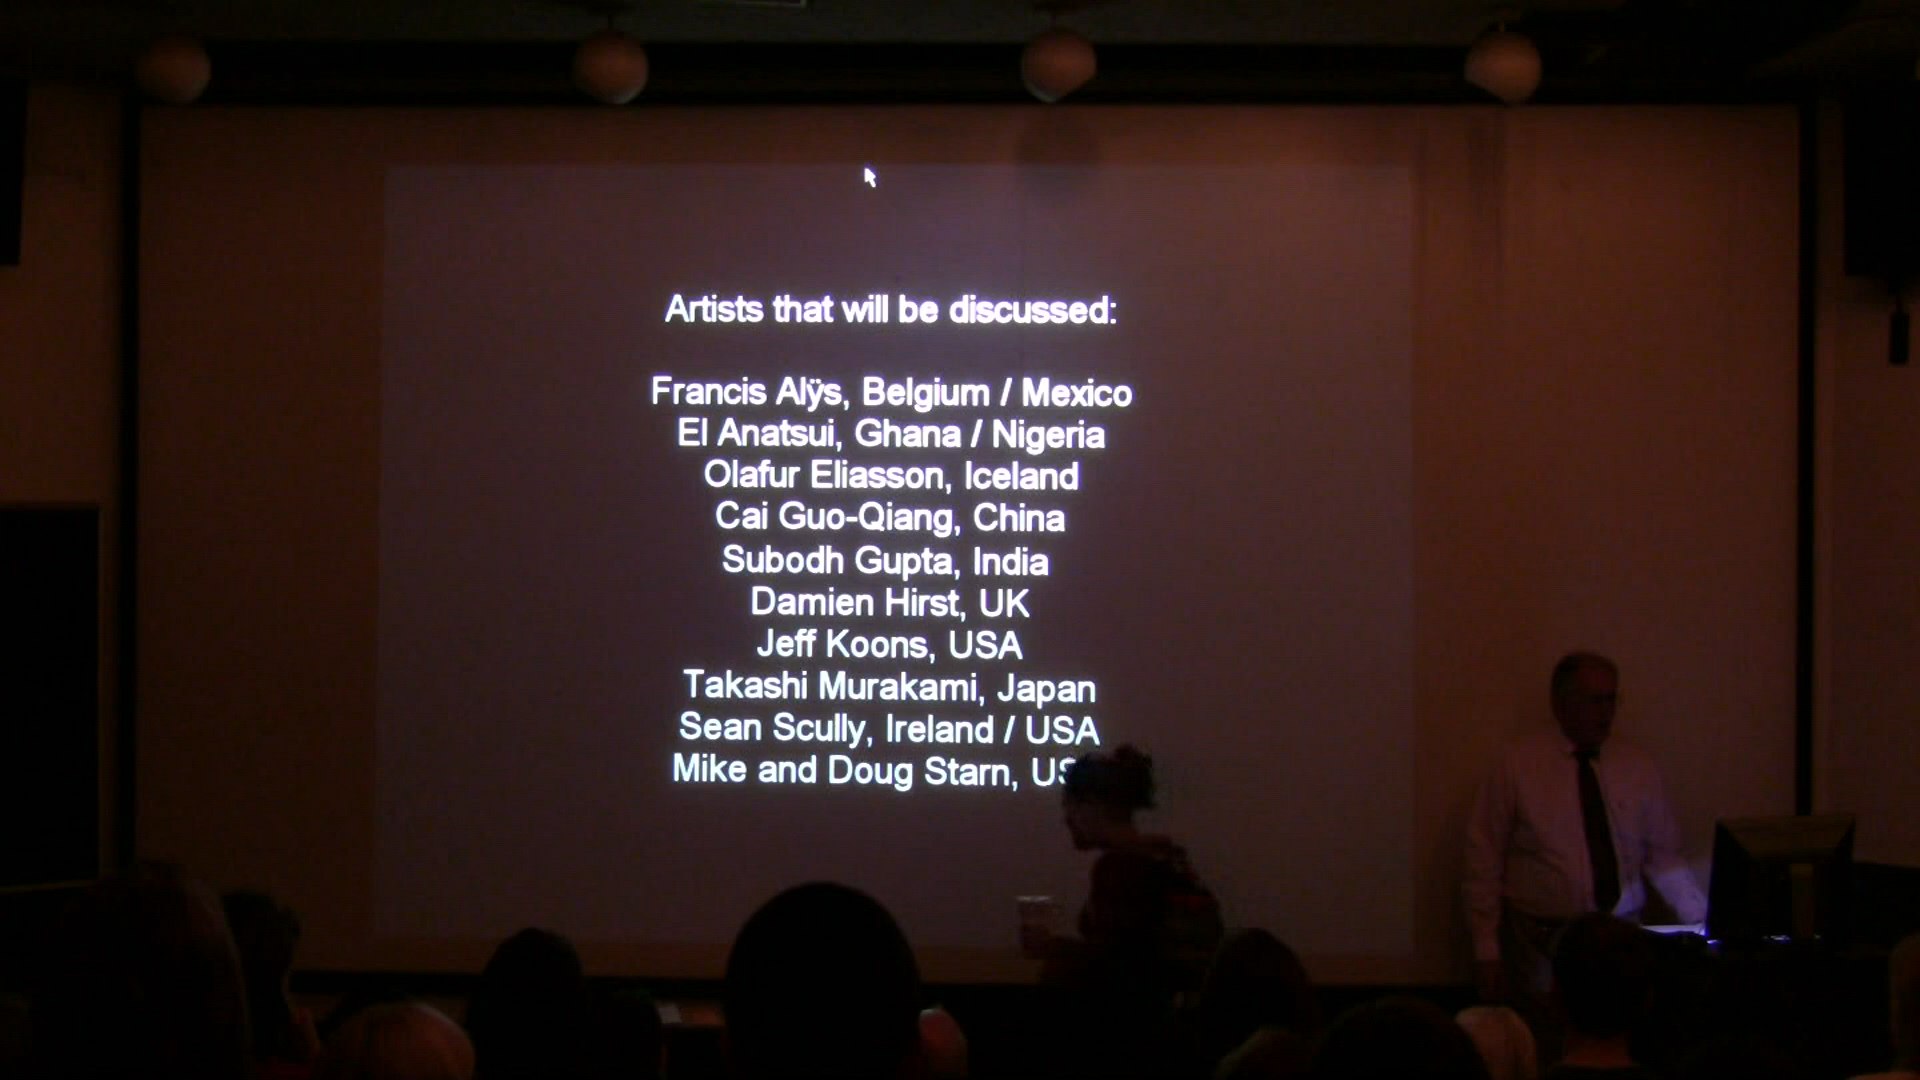 Artists that will be discussed:
Francis Alÿs, Belgium / Mexico
El Anatsui, Ghana / Nigeria
Olafur Eliasson, Iceland
Cai Guo-Qiang, China
Subodh Gupta, India
Damien Hirst, UK
Jeff Koons, USA
Takashi Murakami, Japan
Sean Scully, Ireland / USA
Mike and Doug Starn,